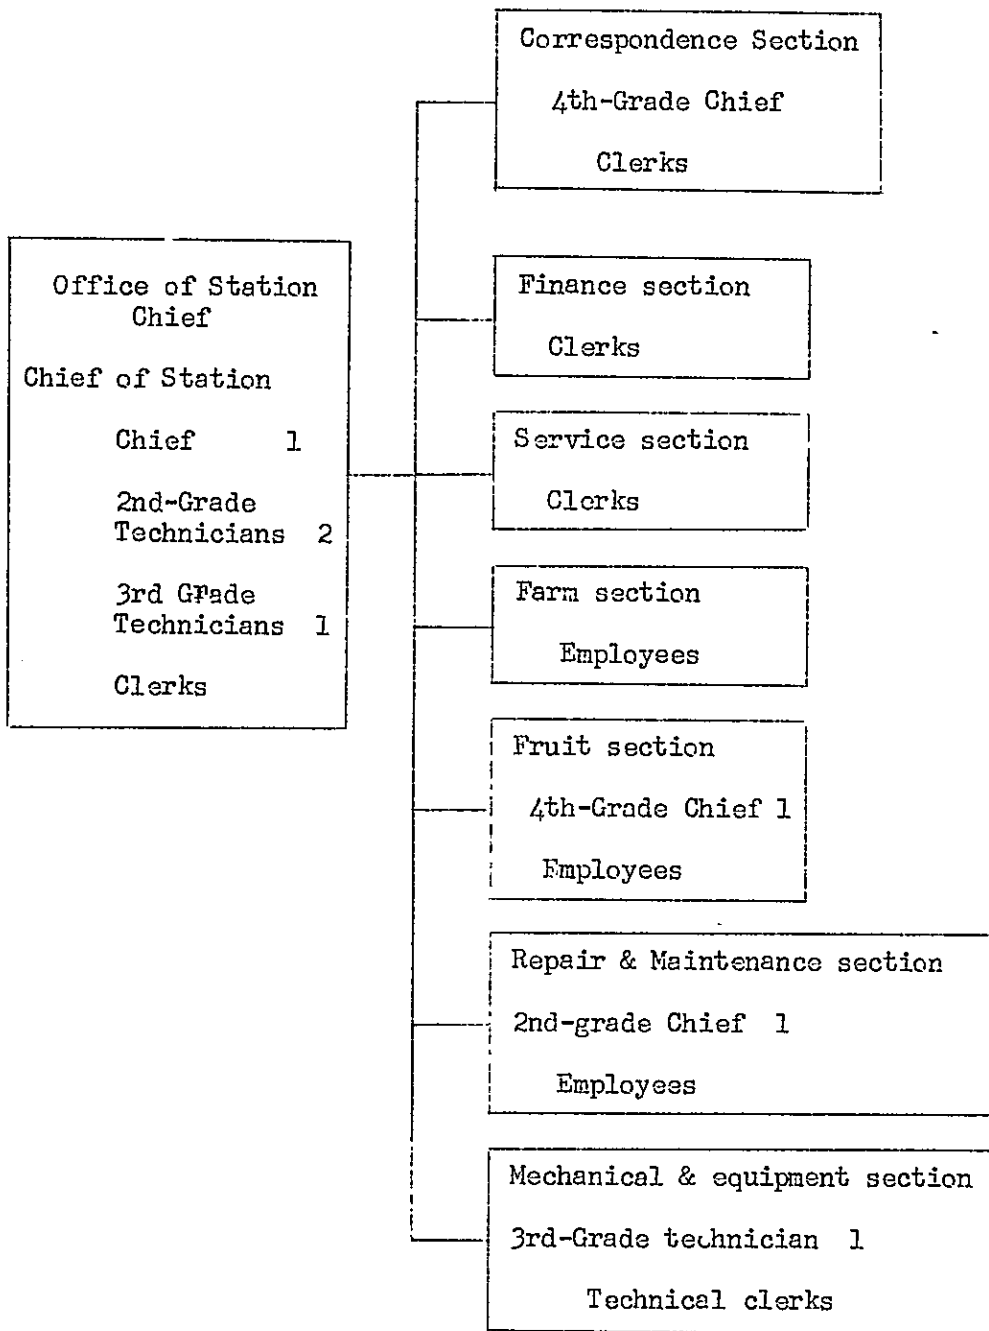 Office of Station
Chief
Chief of Station
Chief 1
2nd-Grade
Technicians 2
3rd Grade
Technicians 1
Clerks
Correspondence Section
4th-Grade Chief
Clerks
Finance section
Clerks
Service section
Clerks
Farm section
Employees
Fruit section
4th-Grade Chief 1
Employees
Repair & Maintenance section
2nd-grade Chief 1
Employees
Mechanical & equipment section
3rd-Grade technician 1
Technical clerks